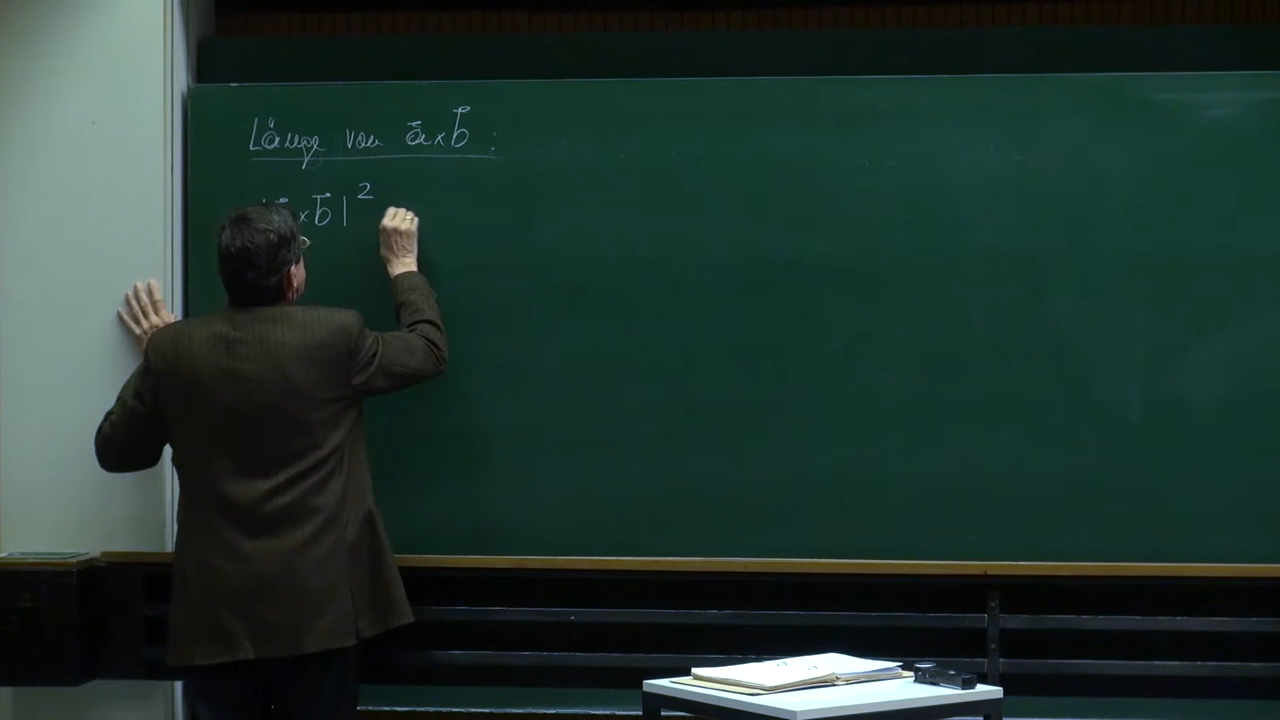 Länge von a⃗ × b⃗ :
| a⃗ × b⃗ |²